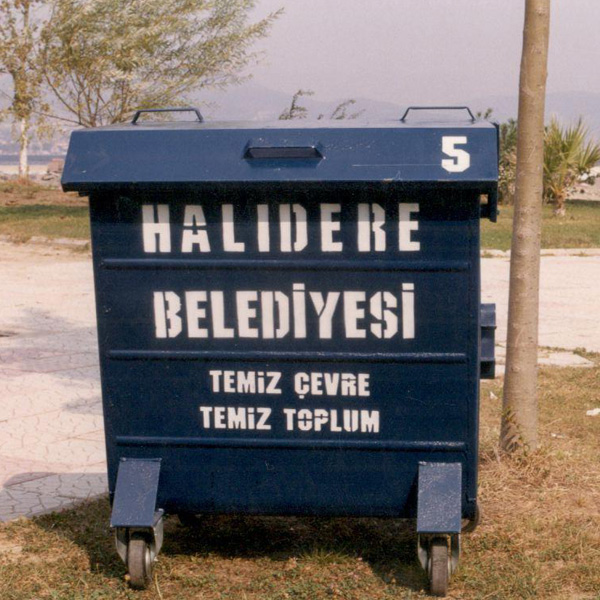 5
HALIDERE
BELEDİYESİ
TEMİZ ÇEVRE
TEMİZ TOPLUM